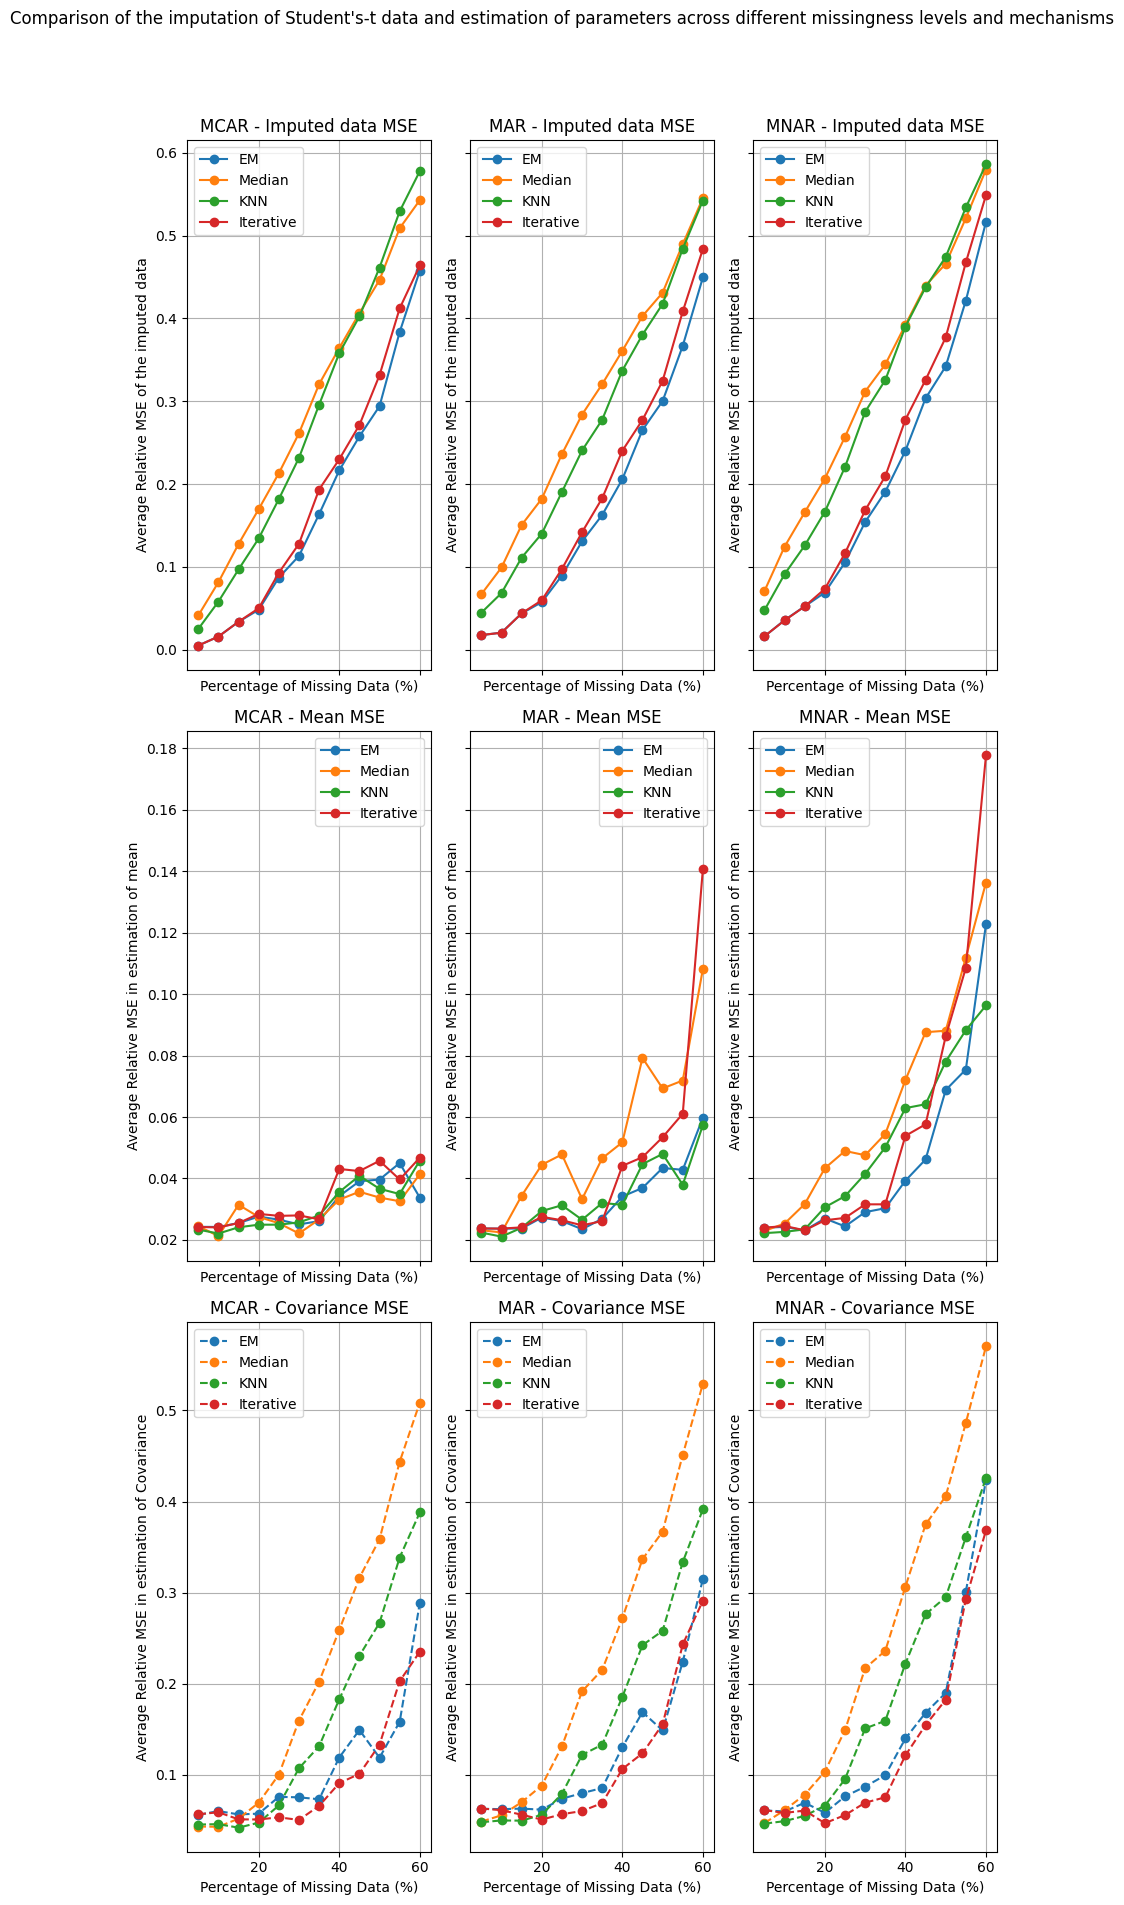 Comparison of the imputation of Student's-t data and estimation of parameters across different missingness levels and mechanisms
MCAR - Imputed data MSE
MAR - Imputed data MSE
MNAR - Imputed data MSE
EM
Median
KNN
Iterative
EM
Median
KNN
Iterative
EM
Median
KNN
Iterative
Average Relative MSE of the imputed data
Average Relative MSE of the imputed data
Average Relative MSE of the imputed data
0.6
0.5
0.4
0.3
0.2
0.1
0.0
Percentage of Missing Data (%)
Percentage of Missing Data (%)
Percentage of Missing Data (%)
MCAR - Mean MSE
MAR - Mean MSE
MNAR - Mean MSE
EM
Median
KNN
Iterative
EM
Median
KNN
Iterative
EM
Median
KNN
Iterative
Average Relative MSE in estimation of mean
Average Relative MSE in estimation of mean
Average Relative MSE in estimation of mean
0.18
0.16
0.14
0.12
0.10
0.08
0.06
0.04
0.02
Percentage of Missing Data (%)
Percentage of Missing Data (%)
Percentage of Missing Data (%)
MCAR - Covariance MSE
MAR - Covariance MSE
MNAR - Covariance MSE
EM
Median
KNN
Iterative
EM
Median
KNN
Iterative
EM
Median
KNN
Iterative
Average Relative MSE in estimation of Covariance
Average Relative MSE in estimation of Covariance
Average Relative MSE in estimation of Covariance
0.5
0.4
0.3
0.2
0.1
20 40 60
20 40 60
20 40 60
Percentage of Missing Data (%)
Percentage of Missing Data (%)
Percentage of Missing Data (%)